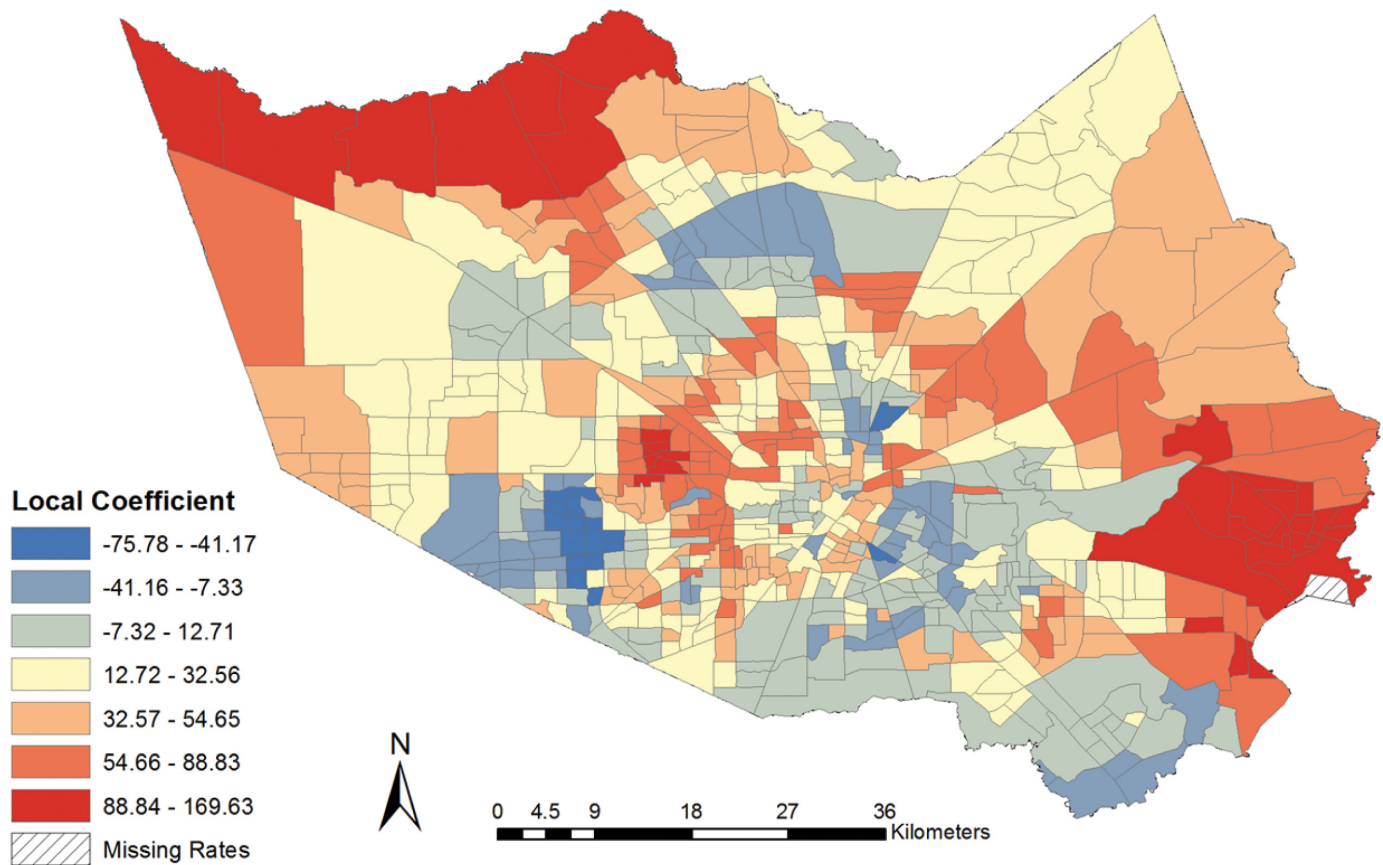 Local Coefficient
-75.78 - -41.17
-41.16 - -7.33
-7.32 - 12.71
12.72 - 32.56
32.57 - 54.65
54.66 - 88.83
88.84 - 169.63
Missing Rates
N
0 4.5 9 18 27 36
Kilometers